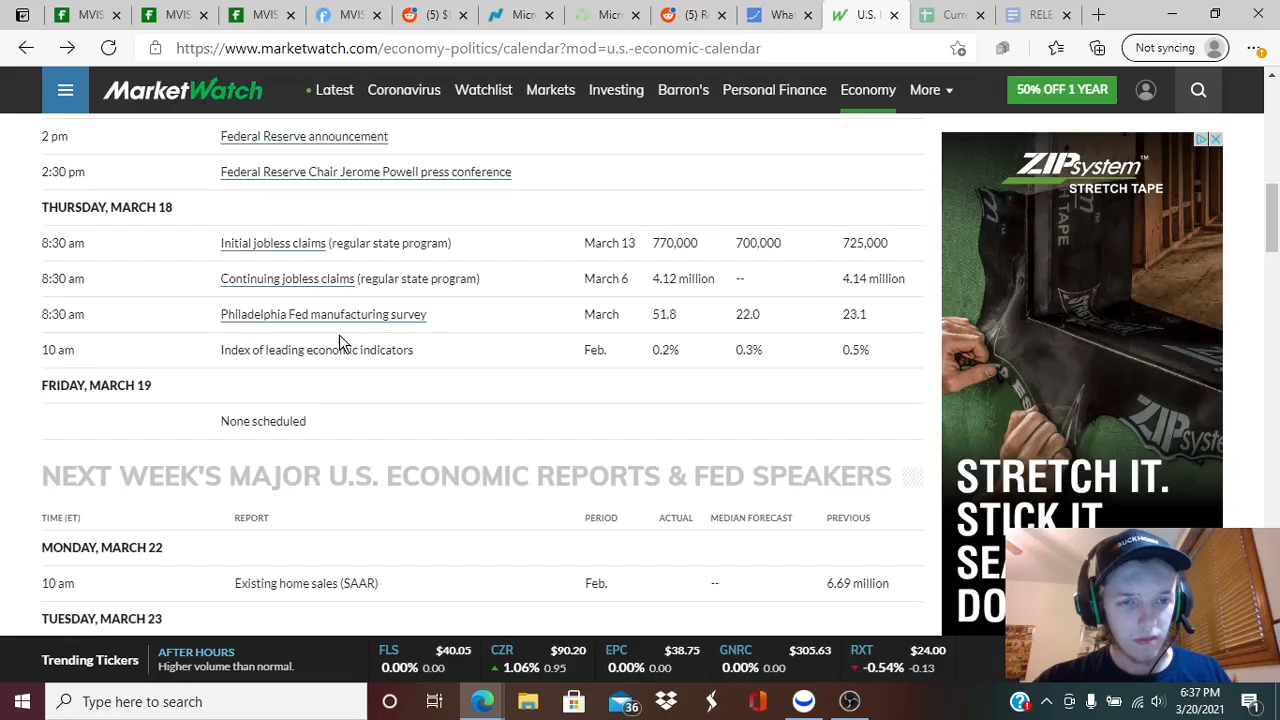 MVIS
MVIS
MVIS
MVIS
(5) $I
MVIS
(5) R
Wha
U.S.
RELE
https://www.marketwatch.com/economy-politics/calendar?mod=u.s.-economic-calendar
Not syncing
MarketWatch
Latest
Coronavirus
Watchlist
Markets
Investing
Barron's
Personal Finance
Economy
More
50% OFF 1 YEAR
2 pm Federal Reserve announcement
2:30 pm Federal Reserve Chair Jerome Powell press conference
THURSDAY, MARCH 18
8:30 am Initial jobless claims (regular state program) March 13 770,000 700,000 725,000
8:30 am Continuing jobless claims (regular state program) March 6 4.12 million -- 4.14 million
8:30 am Philadelphia Fed manufacturing survey March 51.8 22.0 23.1
10 am Index of leading economic indicators Feb. 0.2% 0.3% 0.5%
FRIDAY, MARCH 19
None scheduled
NEXT WEEK'S MAJOR U.S. ECONOMIC REPORTS & FED SPEAKERS
TIME (ET) REPORT PERIOD ACTUAL MEDIAN FORECAST PREVIOUS
MONDAY, MARCH 22
10 am Existing home sales (SAAR) Feb. -- 6.69 million
TUESDAY, MARCH 23
ZIPsystem™
STRETCH TAPE
STRETCH IT.
STICK IT
SEA
DO
BUCKHORN
Trending Tickers
AFTER HOURS
Higher volume than normal.
FLS $40.05
0.00% 0.00
CZR $90.20
1.06% 0.95
EPC $38.75
0.00% 0.00
GNRC $305.63
0.00% 0.00
RXT $24.00
-0.54% -0.13
Type here to search
36
6:37 PM
3/20/2021
1